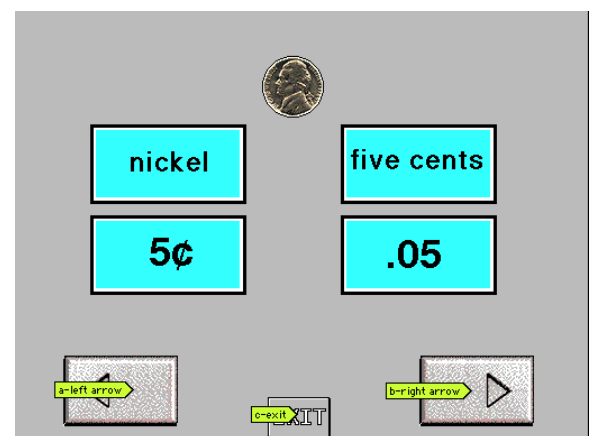 nickel
five cents
5¢
.05
a-left arrow
b-right arrow
c-exit
EXIT